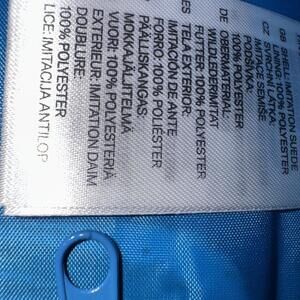 GB SHELL: IMITATION SUEDE
LINING: 100% POLYESTER
CZ SVRCHNÍ LÁTKA:
IMITACE SEMIŠE
PODŠÍVKA:
100% POLYESTER
DE
OBERMATERIAL:
WILDLEDERIMITAT
FUTTER: 100% POLYESTER
ES TELA EXTERIOR:
IMITACIÓN DE ANTE
FORRO: 100% POLIÉSTER
PÄÄLLISKANGAS:
MOKKAJÄLJITELMÄ
VUORI: 100% POLYESTERIÄ
EXTERIEUR: IMITATION DAIM
DOUBLURE:
100% POLYESTER
LICE: IMITACIJA ANTILOP